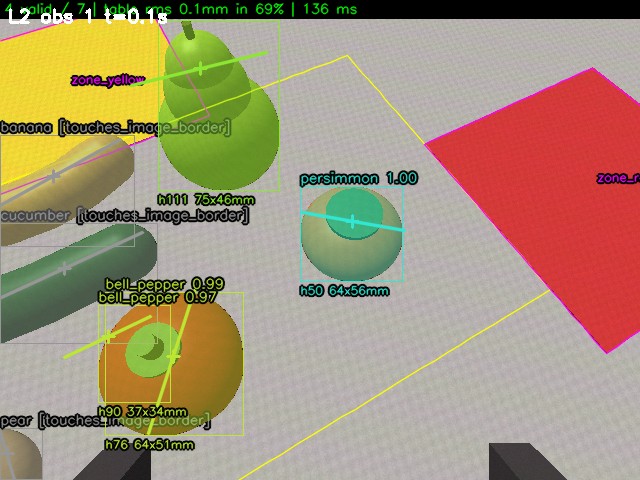 4 valid / 7 | table rms 0.1mm in 69% | 136 ms
L2 obs 1 t=0.1s
zone_yellow
banana [touches_image_border]
persimmon 1.00
zone_r
h111 75x46mm
cucumber [touches_image_border]
bell_pepper 0.99
h50 64x56mm
bell_pepper 0.97
h90 37x34mm
pear [touches_image_border]
h76 64x51mm